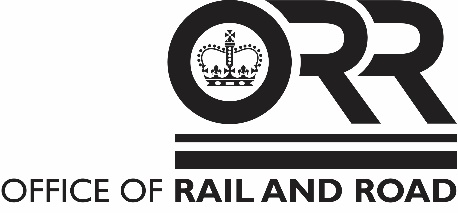 ORR
OFFICE OF RAIL AND ROAD